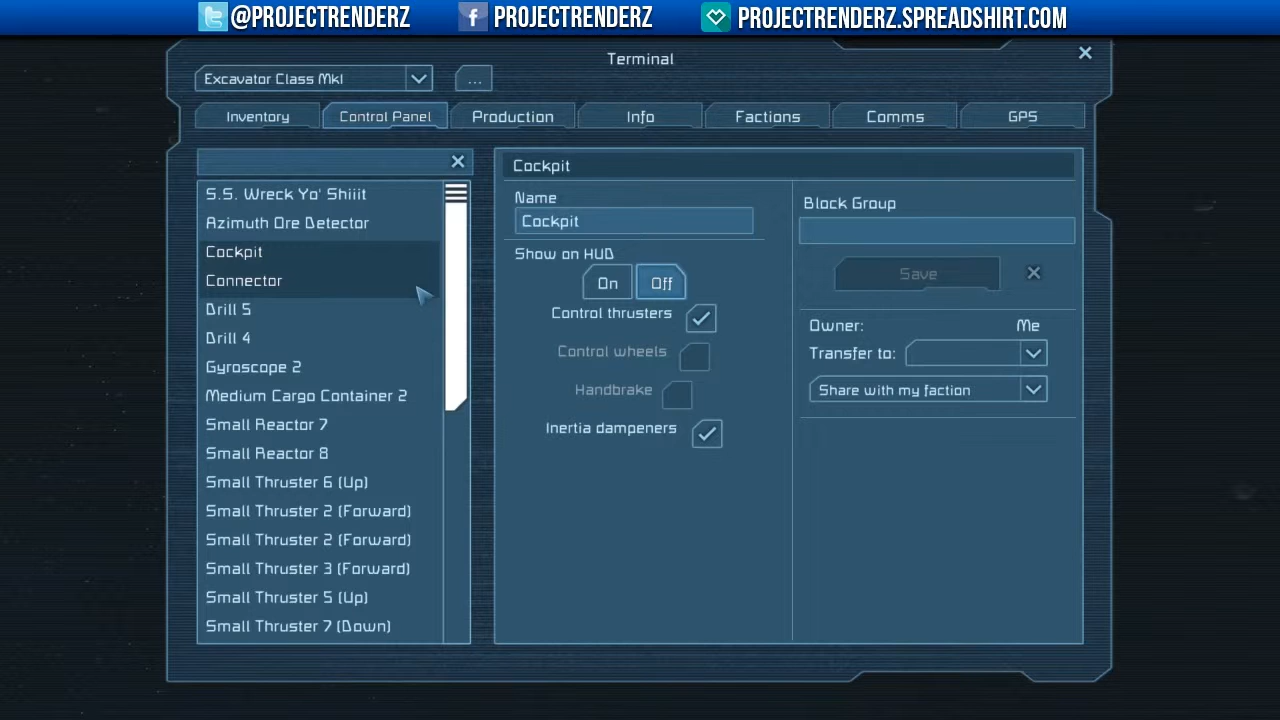 @PROJECTRENDERZ PROJECTRENDERZ PROJECTRENDERZ.SPREADSHIRT.COM
Terminal
Excavator Class MkI ...
Inventory Control Panel Production Info Factions Comms GPS
S.S. Wreck Yo' Shiiit
Azimuth Ore Detector
Cockpit
Connector
Drill 5
Drill 4
Gyroscope 2
Medium Cargo Container 2
Small Reactor 7
Small Reactor 8
Small Thruster 6 (Up)
Small Thruster 2 (Forward)
Small Thruster 2 (Forward)
Small Thruster 3 (Forward)
Small Thruster 5 (Up)
Small Thruster 7 (Down)
Cockpit
Name
Cockpit
Show on HUD
On Off
Control thrusters
Control wheels
Handbrake
Inertia dampeners
Block Group
Save
Owner: Me
Transfer to:
Share with my faction